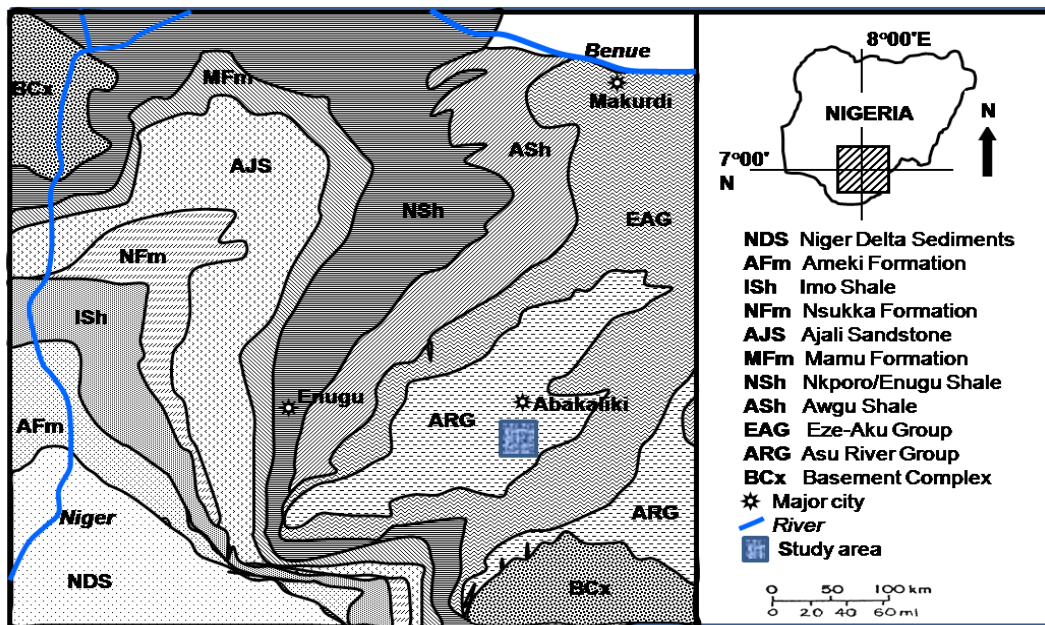 Benue
BCx
MFm
Makurdi
ASh
AJS
NSh
EAG
NFm
ISh
Enugu
Abakaliki
ARG
AFm
Niger
ARG
NDS
BCx
8°00'E
NIGERIA
N
7°00'
N
NDS Niger Delta Sediments
AFm Ameki Formation
ISh Imo Shale
NFm Nsukka Formation
AJS Ajali Sandstone
MFm Mamu Formation
NSh Nkporo/Enugu Shale
ASh Awgu Shale
EAG Eze-Aku Group
ARG Asu River Group
BCx Basement Complex
Major city
River
Study area
0 50 100 km
0 20 40 60 mi